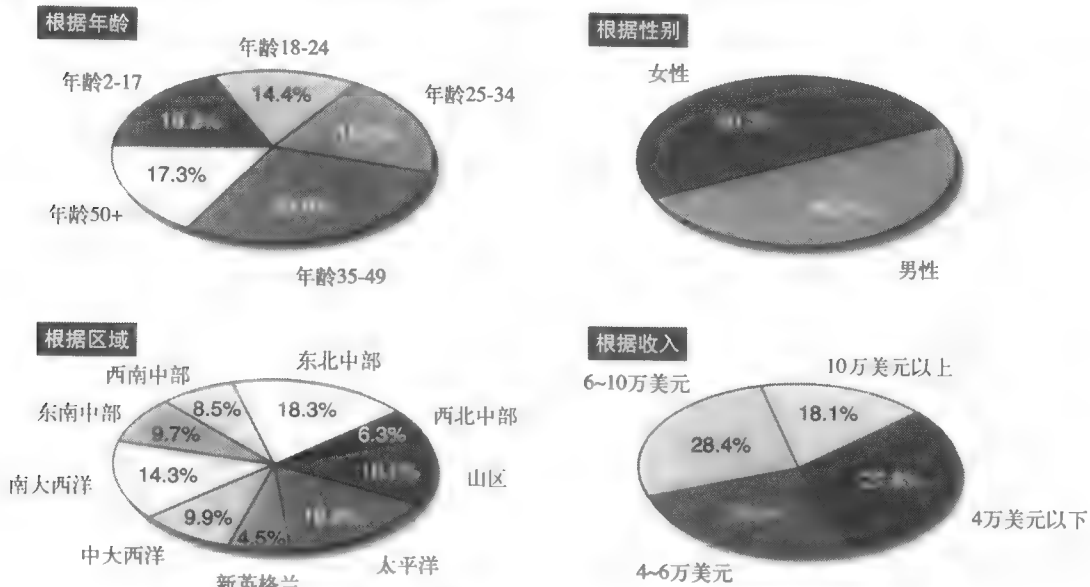 根据年龄
年龄18-24
年龄2-17
14.4%
年龄25-34
17.3%
年龄50+
年龄35-49
根据性别
女性
男性
根据区域
东北中部
西南中部
18.3%
西北中部
8.5%
东南中部
6.3%
9.7%
14.3%
山区
南大西洋
9.9%
4.5%
中大西洋
太平洋
新英格兰
根据收入
10万美元以上
6~10万美元
18.1%
28.4%
4万美元以下
4~6万美元